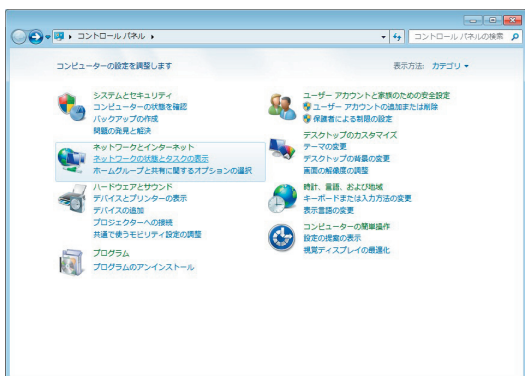 コントロール パネル
コントロール パネルの検索
コンピューターの設定を調整します
表示方法: カテゴリ
システムとセキュリティ
コンピューターの状態を確認
バックアップの作成
問題の発見と解決
ネットワークとインターネット
ネットワークの状態とタスクの表示
ホームグループと共有に関するオプションの選択
ハードウェアとサウンド
デバイスとプリンターの表示
デバイスの追加
プロジェクターへの接続
共通で使うモビリティ設定の調整
プログラム
プログラムのアンインストール
ユーザー アカウントと家族のための安全設定
ユーザー アカウントの追加または削除
保護者による制限の設定
デスクトップのカスタマイズ
テーマの変更
デスクトップの背景の変更
画面の解像度の調整
時計、言語、および地域
キーボードまたは入力方法の変更
表示言語の変更
コンピューターの簡単操作
設定の提案の表示
視覚ディスプレイの最適化